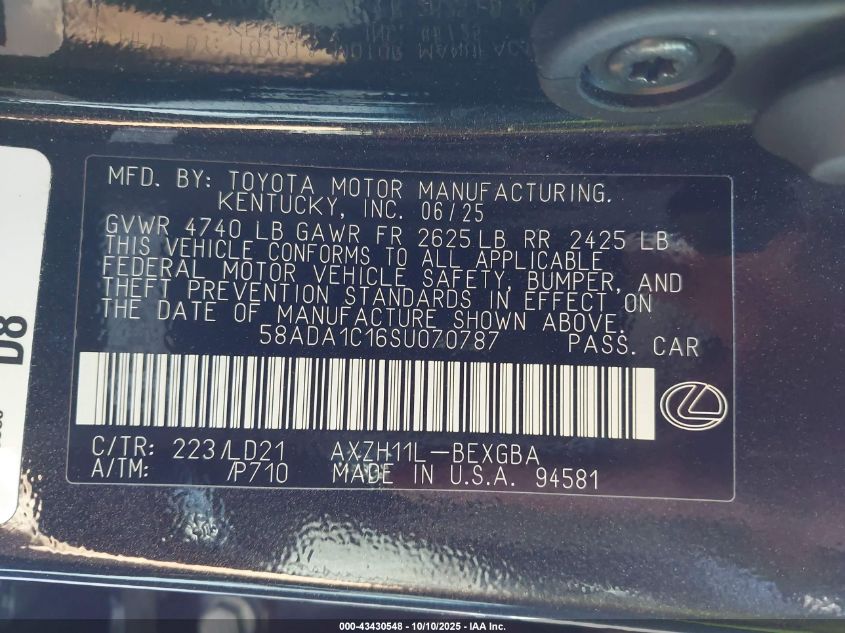 MFD. BY: TOYOTA MOTOR MANUFACTURING.
KENTUCKY, INC. 06/25
GVWR 4740 LB GAWR FR 2625 LB RR 2425 LB
THIS VEHICLE CONFORMS TO ALL APPLICABLE
FEDERAL MOTOR VEHICLE SAFETY, BUMPER, AND
THEFT PREVENTION STANDARDS IN EFFECT ON
THE DATE OF MANUFACTURE SHOWN ABOVE.
58ADA1C16SU070787 PASS. CAR
C/TR: 223/LD21 AXZH11L-BEXGBA
A/TM: /P710 MADE IN U.S.A. 94581
D8
000-43430548 - 10/10/2025 - IAA Inc.